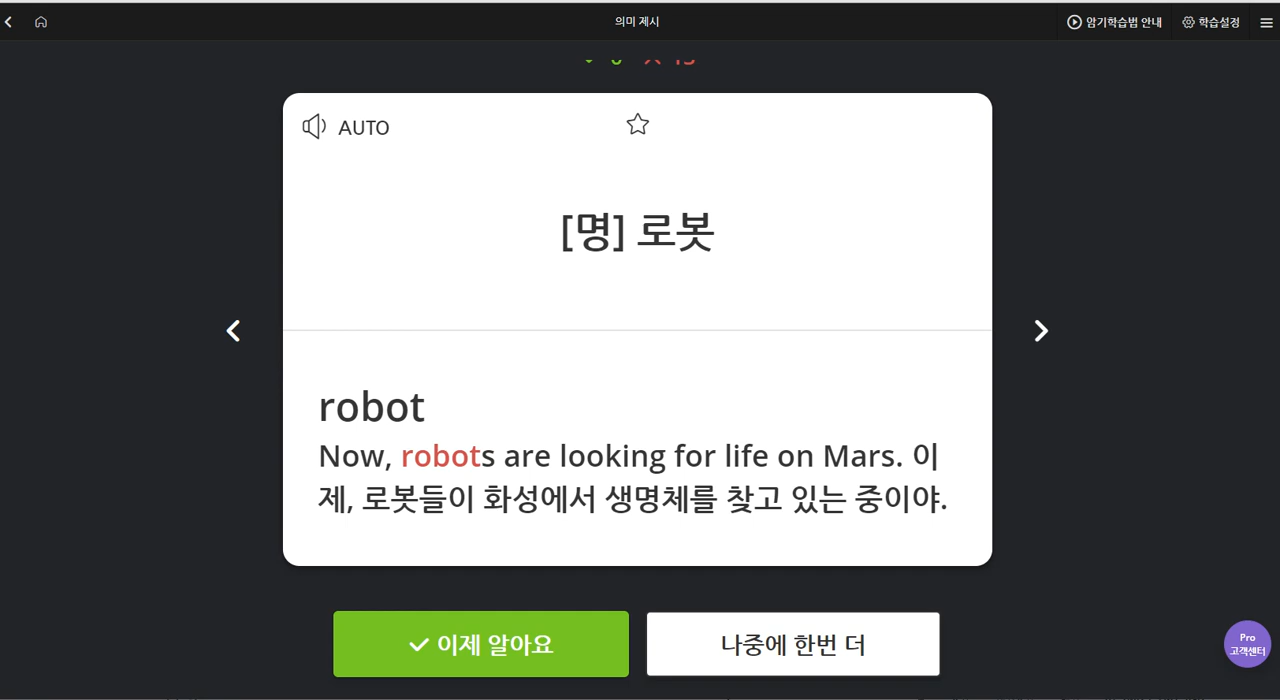 의미 제시
암기학습법 안내
학습설정
AUTO
[명] 로봇
robot
Now, robots are looking for life on Mars. 이
제, 로봇들이 화성에서 생명체를 찾고 있는 중이야.
이제 알아요
나중에 한번 더
Pro
고객센터